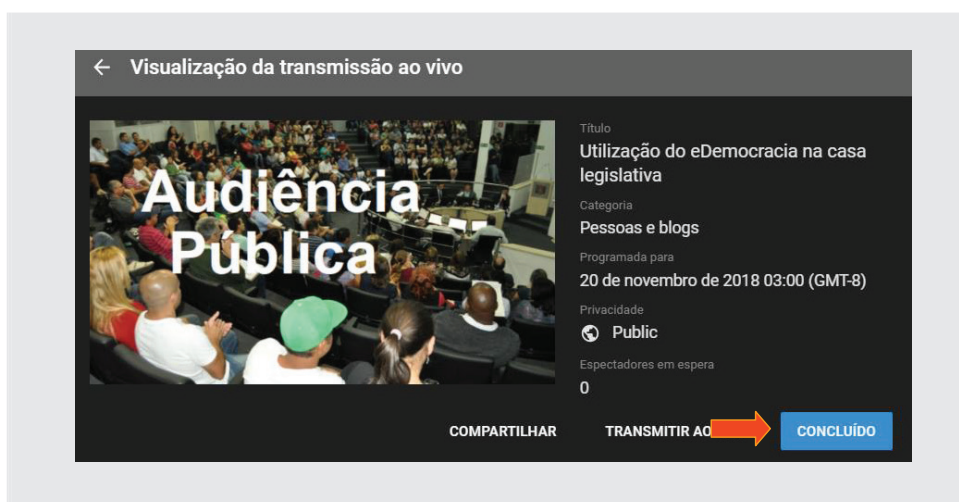 Visualização da transmissão ao vivo
Audiência
Pública
Título
Utilização do eDemocracia na casa
legislativa
Categoria
Pessoas e blogs
Programada para
20 de novembro de 2018 03:00 (GMT-8)
Privacidade
Public
Espectadores em espera
0
COMPARTILHAR TRANSMITIR AO CONCLUÍDO